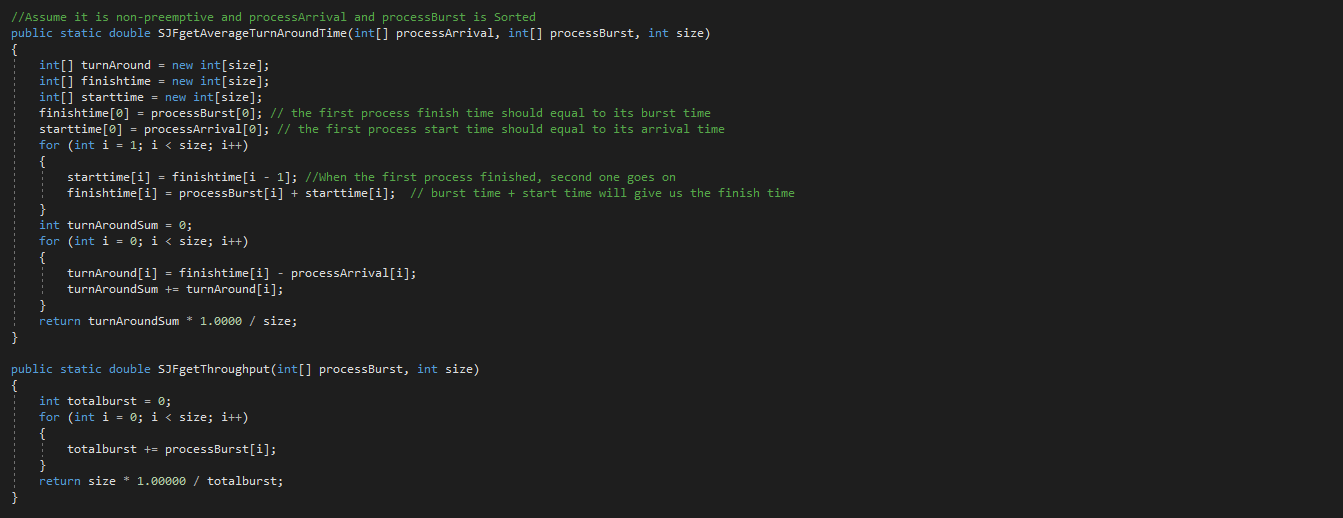 //Assume it is non-preemptive and processArrival and processBurst is Sorted
public static double SJFgetAverageTurnAroundTime(int[] processArrival, int[] processBurst, int size)
{
    int[] turnAround = new int[size];
    int[] finishtime = new int[size];
    int[] starttime = new int[size];
    finishtime[0] = processBurst[0]; // the first process finish time should equal to its burst time
    starttime[0] = processArrival[0]; // the first process start time should equal to its arrival time
    for (int i = 1; i < size; i++)
    {
        starttime[i] = finishtime[i - 1]; //When the first process finished, second one goes on
        finishtime[i] = processBurst[i] + starttime[i];  // burst time + start time will give us the finish time
    }
    int turnAroundSum = 0;
    for (int i = 0; i < size; i++)
    {
        turnAround[i] = finishtime[i] - processArrival[i];
        turnAroundSum += turnAround[i];
    }
    return turnAroundSum * 1.0000 / size;
}

public static double SJFgetThroughput(int[] processBurst, int size)
{
    int totalburst = 0;
    for (int i = 0; i < size; i++)
    {
        totalburst += processBurst[i];
    }
    return size * 1.00000 / totalburst;
}